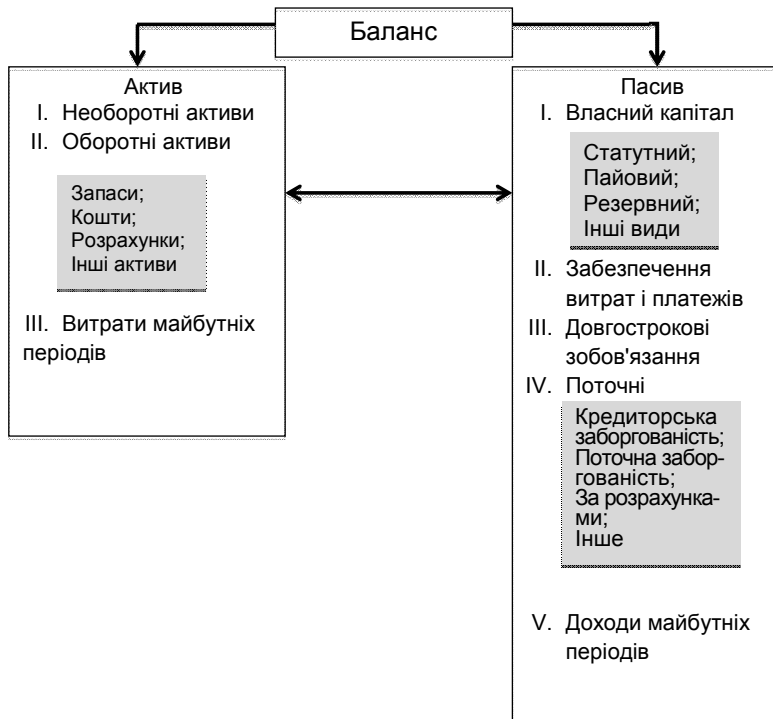 Баланс
Актив
I. Необоротні активи
II. Оборотні активи
Запаси;
Кошти;
Розрахунки;
Інші активи
III. Витрати майбутніх
періодів
Пасив
I. Власний капітал
Статутний;
Пайовий;
Резервний;
Інші види
II. Забезпечення
витрат і платежів
III. Довгострокові
зобов'язання
IV. Поточні
Кредиторська
заборгованість;
Поточна забор-
гованість;
За розрахунка-
ми;
Інше
V. Доходи майбутніх
періодів